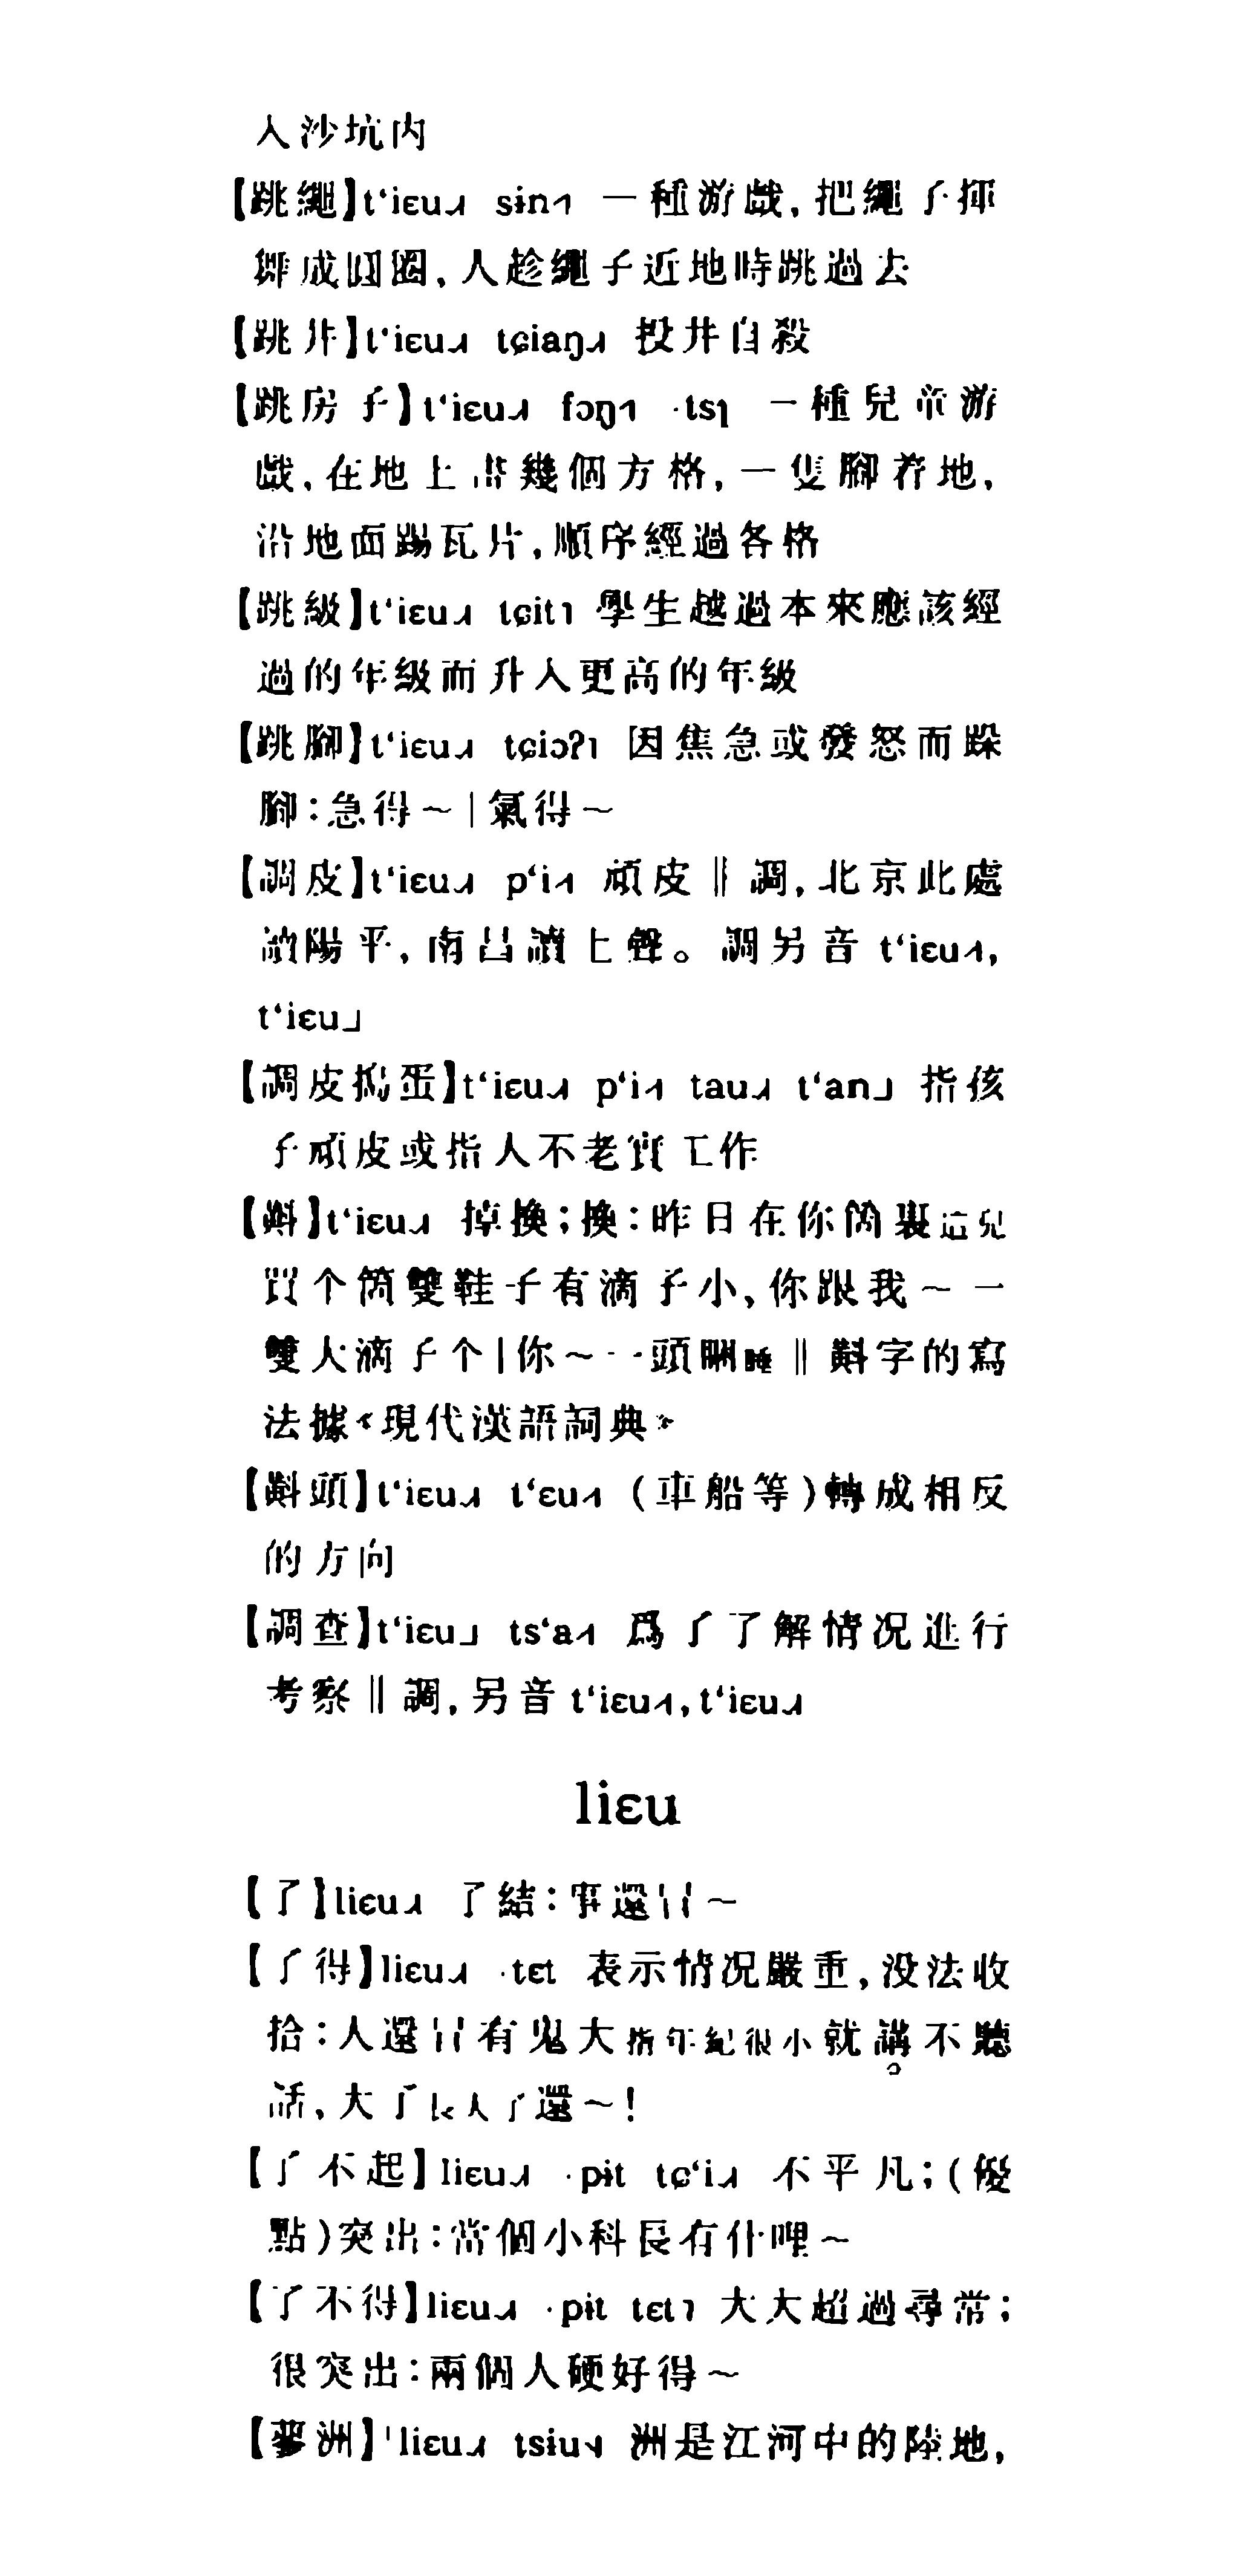 入沙坑内
【跳繩】tʻiɛu˩˧ sɨn˧˥ 一種游戲，把繩子揮
舞成圓圈，人趁繩子近地時跳過去
【跳井】tʻiɛu˩˧ tɕiaŋ˩˧ 投井自殺
【跳房子】tʻiɛu˩˧ fɔŋ˧˥ ·tsɿ 一種兒童游
戲，在地上畫幾個方格，一隻腳着地，
沿地面踢瓦片，順序經過各格
【跳級】tʻiɛu˩˧ tɕit˥ 學生越過本來應該經
過的年級而升入更高的年級
【跳腳】tʻiɛu˩˧ tɕiɔʔ˥ 因焦急或發怒而跺
腳：急得～｜氣得～
【調皮】tʻiɛu˩˧ pʻi˧˥ 頑皮‖調，北京此處
讀陽平，南昌讀上聲。調另音 tʻiɛu˧˥，
tʻiɛu˩
【調皮搗蛋】tʻiɛu˩˧ pʻi˧˥ tau˩˧ tʻan˩ 指孩
子頑皮或指人不老實工作
【斢】tʻiɛu˩˧ 掉換；換：昨日在你箇裏這兒
買个箇雙鞋子有滴子小，你跟我～一
雙大滴子个｜你～一頭睏睡‖斢字的寫
法據《現代漢語詞典》
【斢頭】tʻiɛu˩˧ tʻɛu˧˥ （車船等）轉成相反
的方向
【調查】tʻiɛu˩ tsʻa˧˥ 爲了了解情況進行
考察‖調，另音 tʻiɛu˧˥，tʻiɛu˩˧
liɛu
【了】liɛu˩˧ 了結：事還冇～
【了得】liɛu˩˧ ·tɛt 表示情況嚴重，没法收
拾：人還冇有鬼大指年紀很小就講不聽
話，大了長大了還～！
【了不起】liɛu˩˧ ·pɨt tɕʻi˩˧ 不平凡；（優
點）突出：當個小科長有什哩～
【了不得】liɛu˩˧ ·pɨt tɛt˥ 大大超過尋常；
很突出：兩個人硬好得～
【蓼洲】liɛu˩˧ tsɨu˦˨ 洲是江河中的陸地，